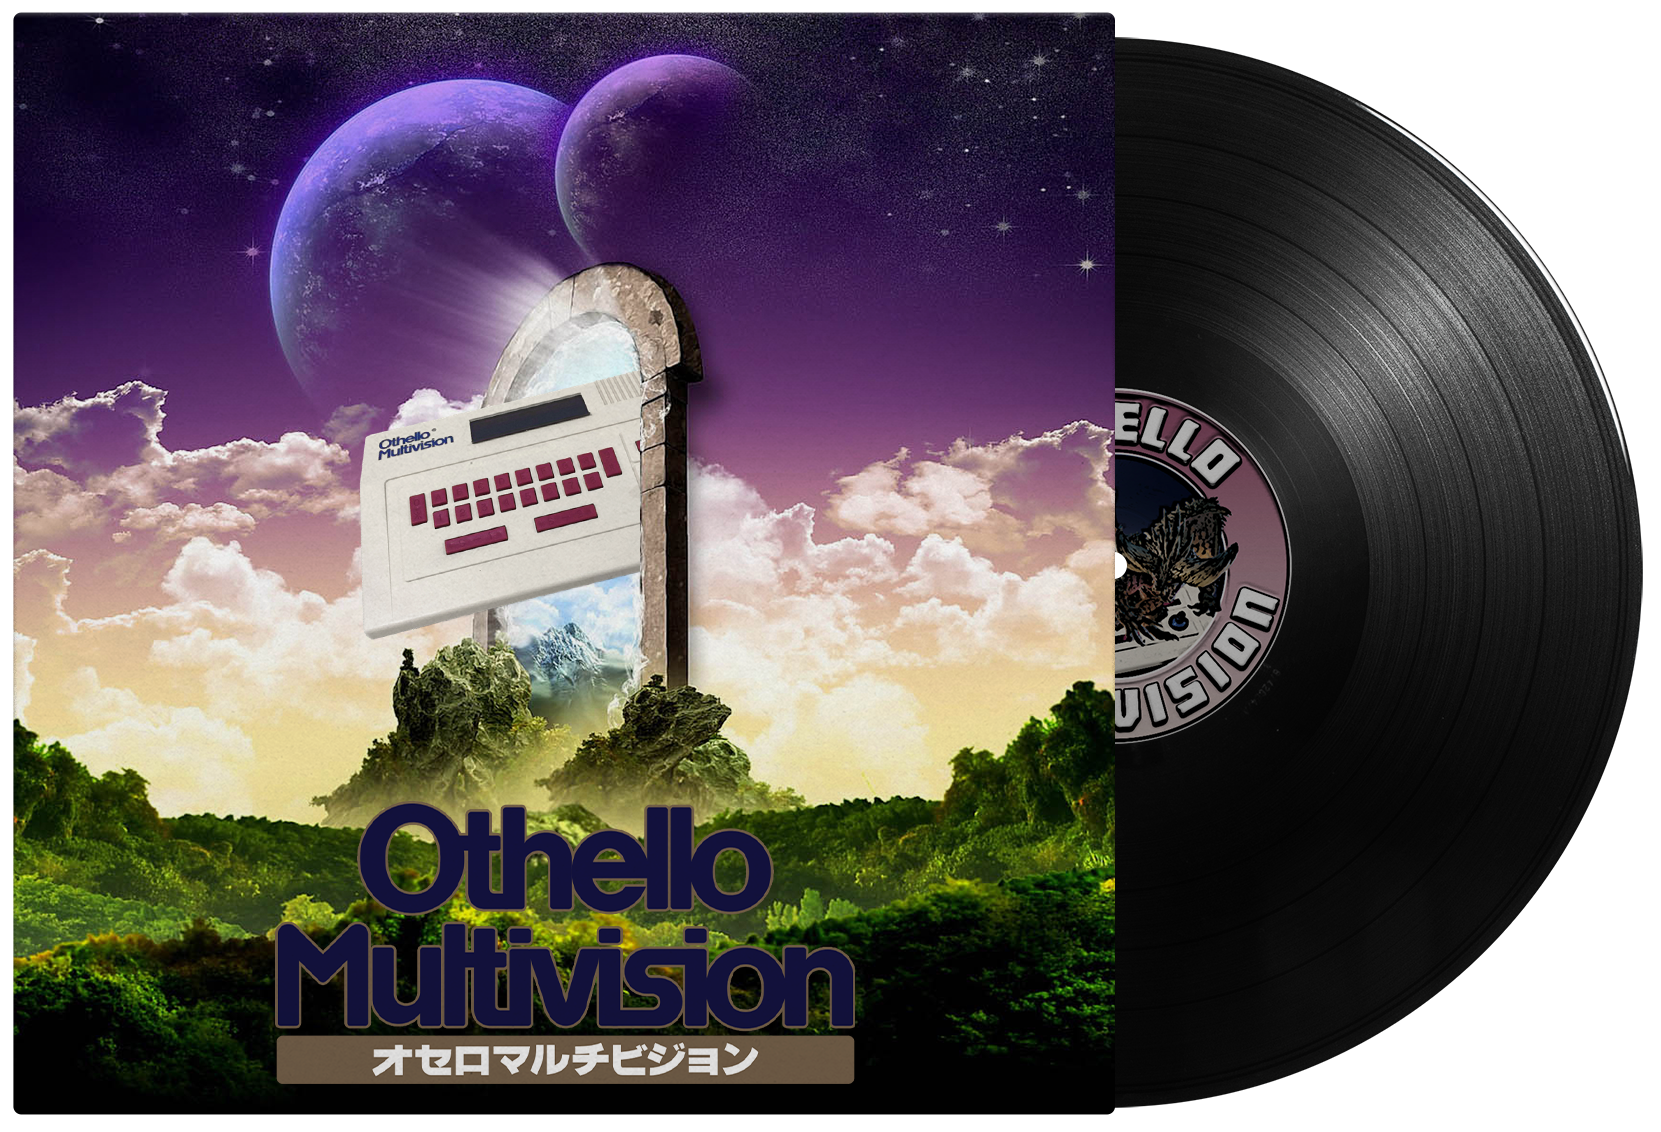 Othello
Multivision
Othello
Multivision
オセロマルチビジョン
ELLO
VISION